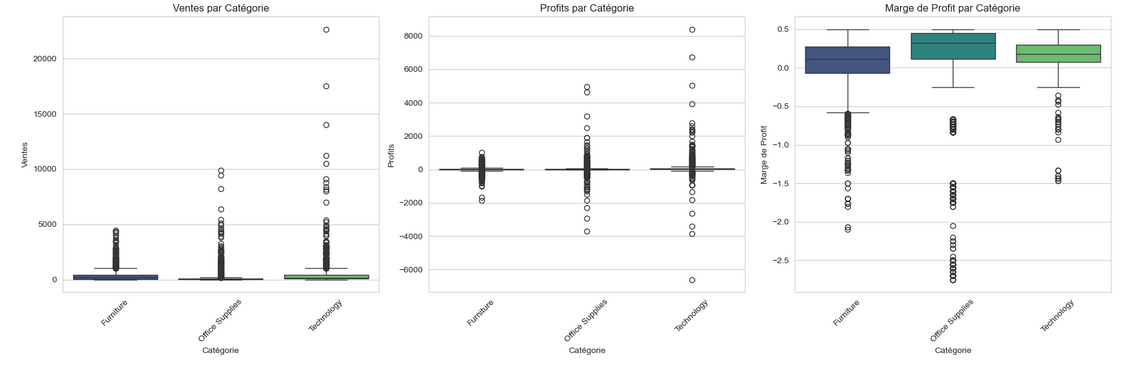 Ventes par Catégorie
Ventes
20000
15000
10000
5000
0
Furniture
Office Supplies
Technology
Catégorie
Profits par Catégorie
Profits
8000
6000
4000
2000
0
−2000
−4000
−6000
Furniture
Office Supplies
Technology
Catégorie
Marge de Profit par Catégorie
Marge de Profit
0.5
0.0
−0.5
−1.0
−1.5
−2.0
−2.5
Furniture
Office Supplies
Technology
Catégorie